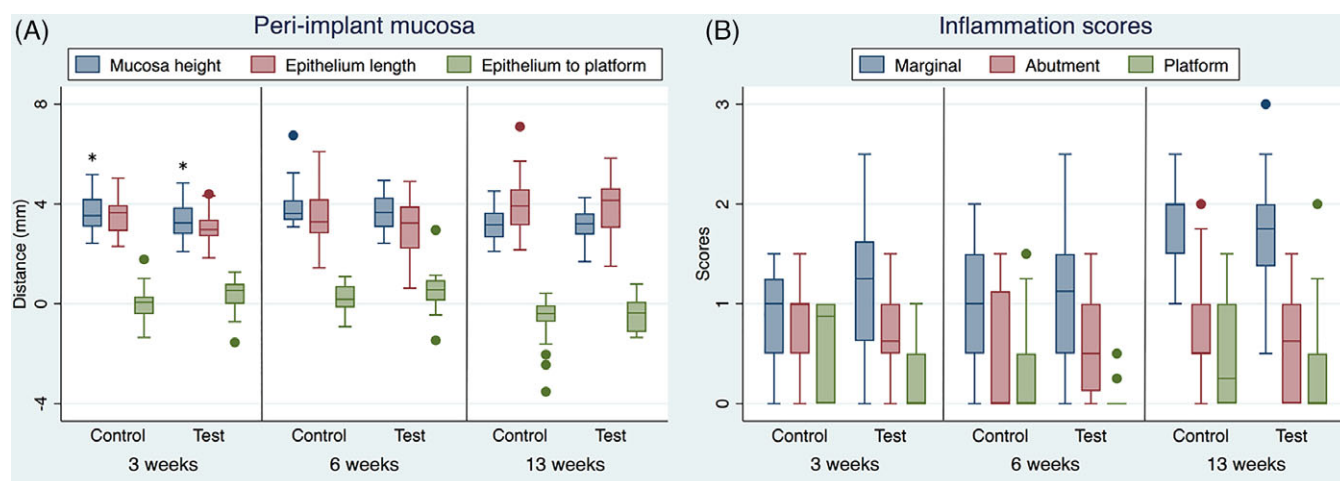 (A) Peri-implant mucosa
Mucosa height Epithelium length Epithelium to platform
Distance (mm)
8
4
0
-4
* *
Control Test Control Test Control Test
3 weeks 6 weeks 13 weeks
(B) Inflammation scores
Marginal Abutment Platform
Scores
3
2
1
0
Control Test Control Test Control Test
3 weeks 6 weeks 13 weeks